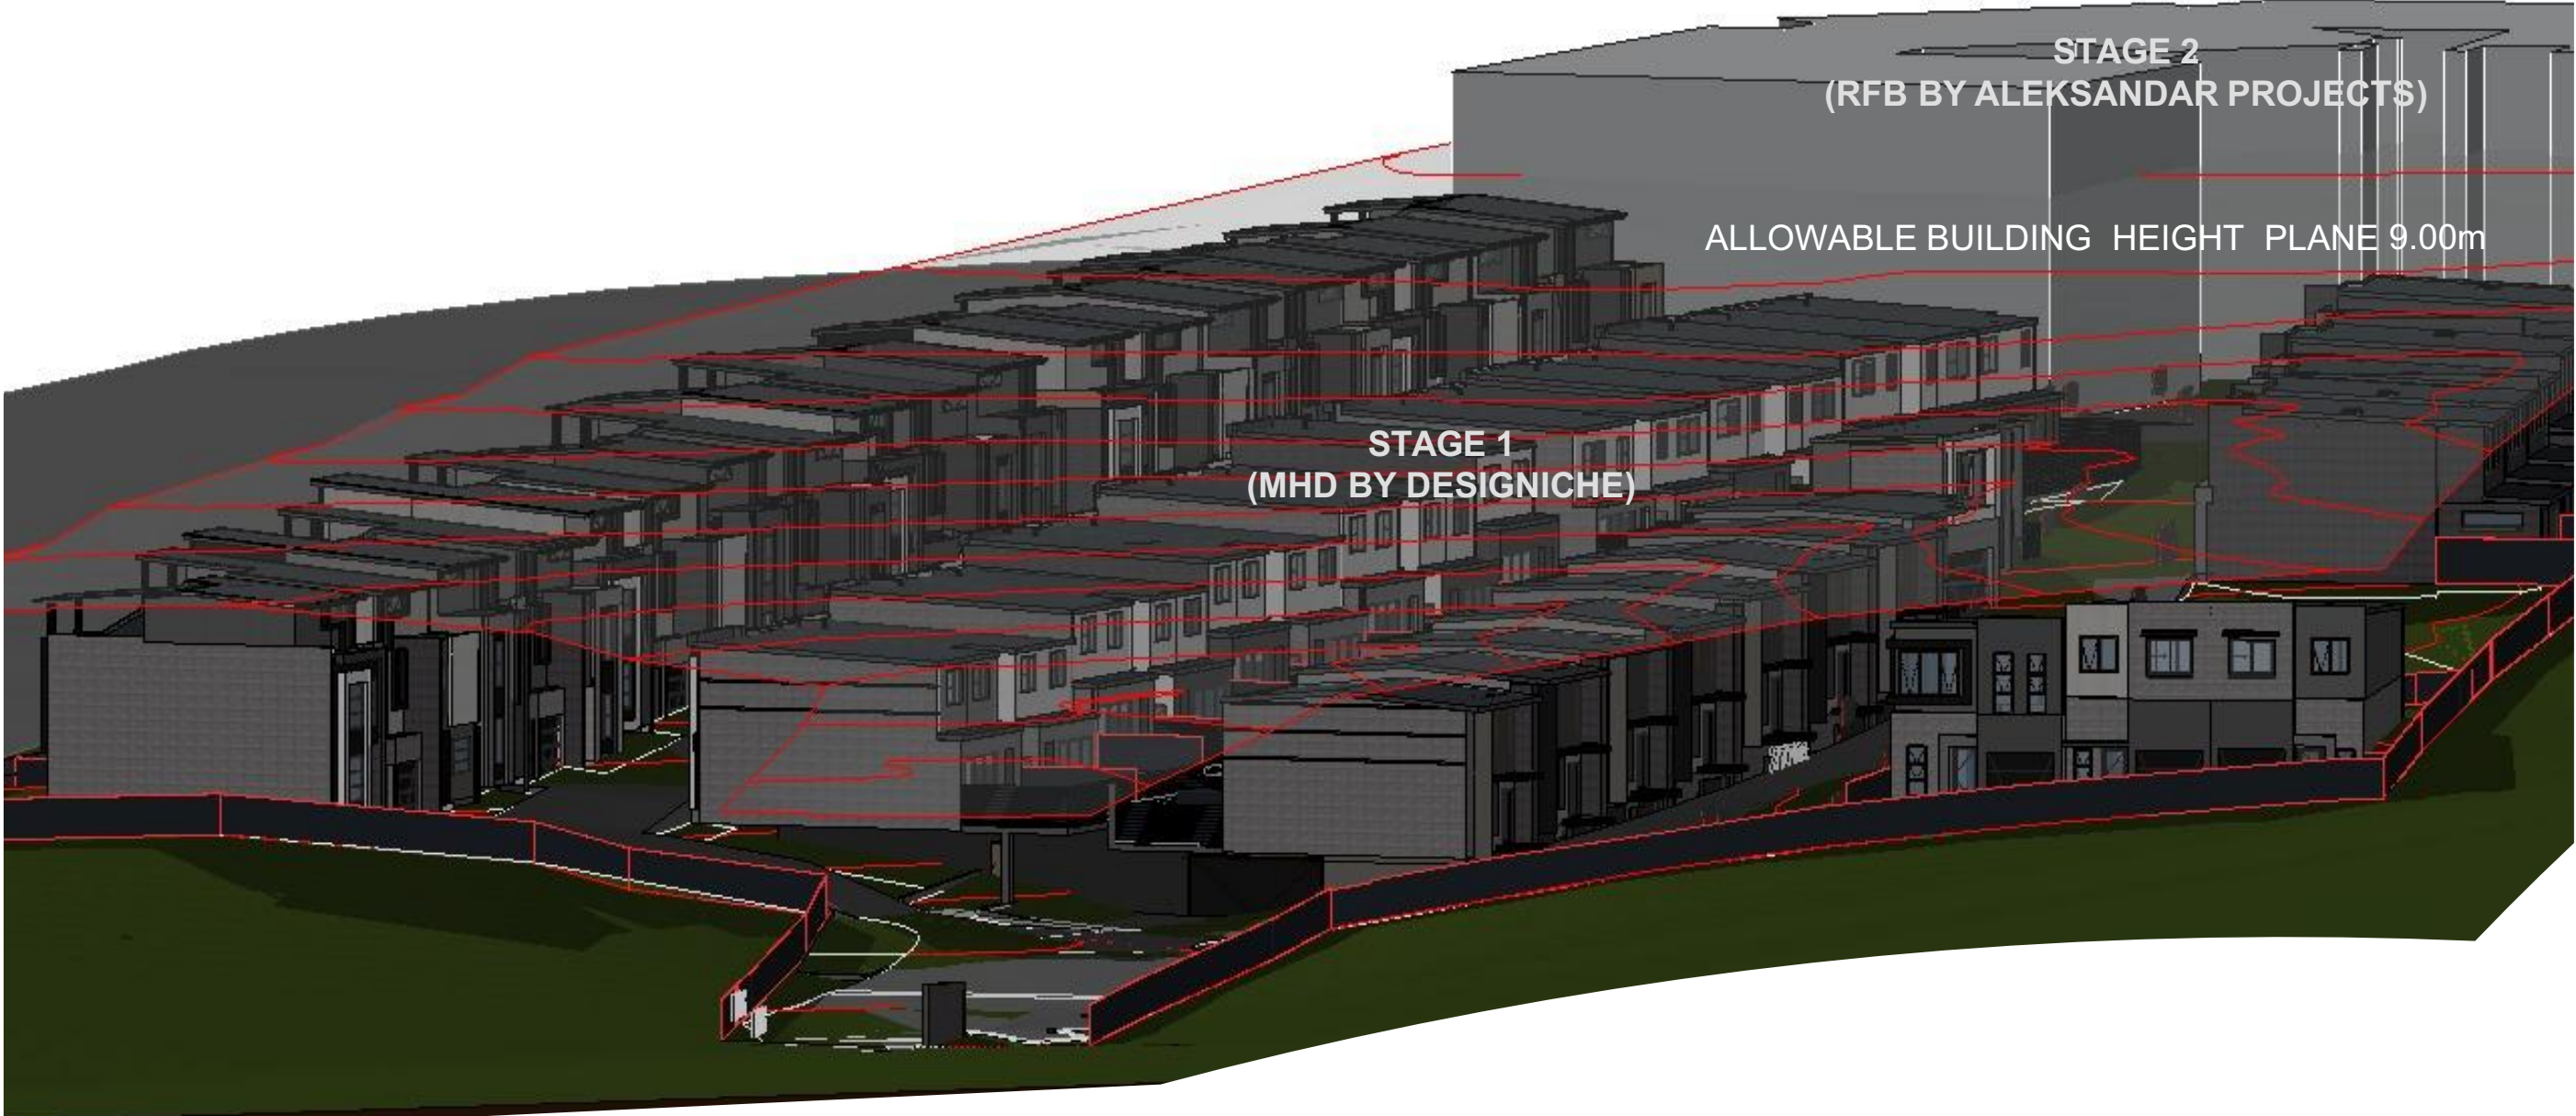 STAGE 2
(RFB BY ALEKSANDAR PROJECTS)
ALLOWABLE BUILDING HEIGHT PLANE 9.00m
STAGE 1
(MHD BY DESIGNICHE)